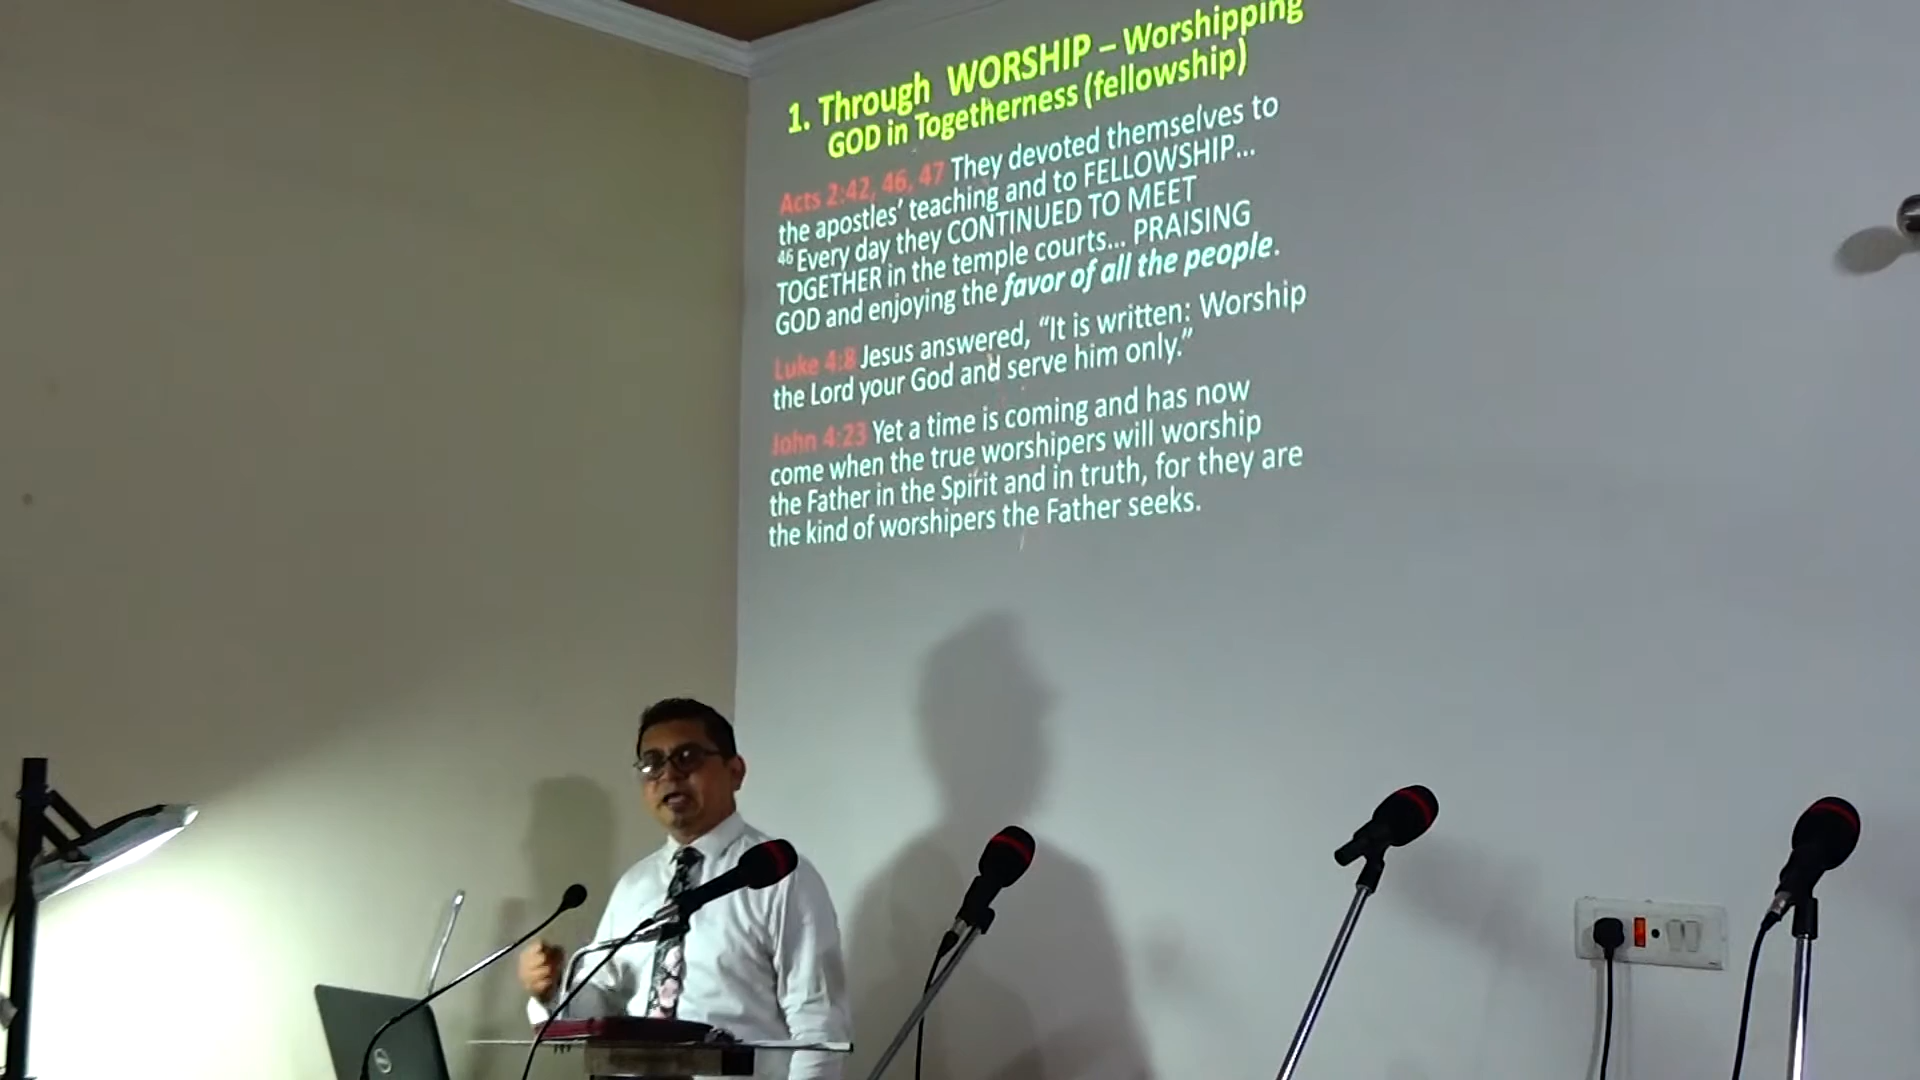 1. Through WORSHIP – Worshipping
GOD in Togetherness (fellowship)
Acts 2:42, 46, 47 They devoted themselves to
the apostles’ teaching and to FELLOWSHIP...
46 Every day they CONTINUED TO MEET
TOGETHER in the temple courts... PRAISING
GOD and enjoying the favor of all the people.
Luke 4:8 Jesus answered, “It is written: Worship
the Lord your God and serve him only.”
John 4:23 Yet a time is coming and has now
come when the true worshipers will worship
the Father in the Spirit and in truth, for they are
the kind of worshipers the Father seeks.